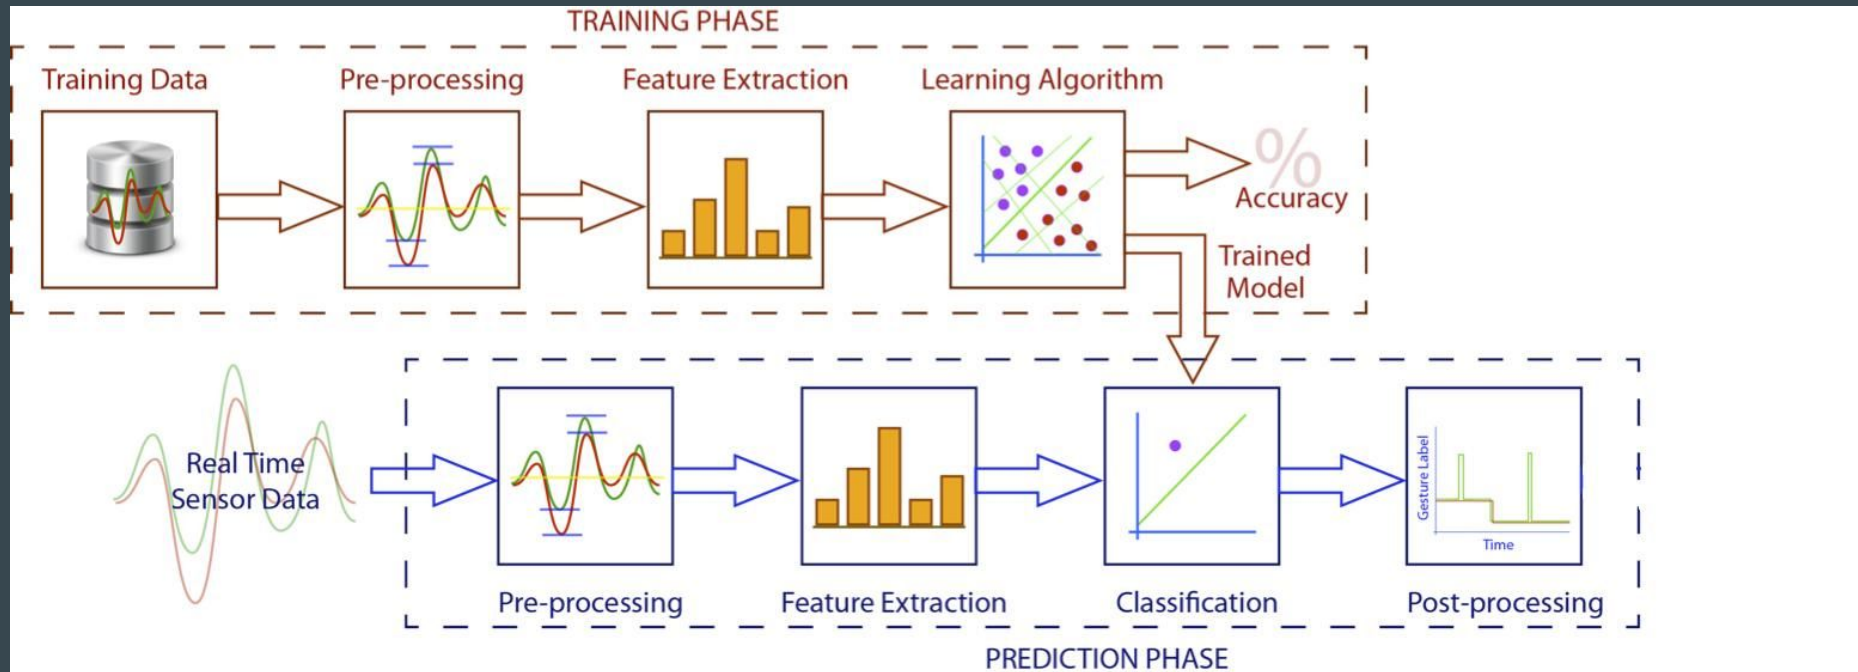 TRAINING PHASE
Training Data
Pre-processing
Feature Extraction
Learning Algorithm
%
Accuracy
Trained
Model
Real Time
Sensor Data
Gesture Label
Time
Pre-processing
Feature Extraction
Classification
Post-processing
PREDICTION PHASE